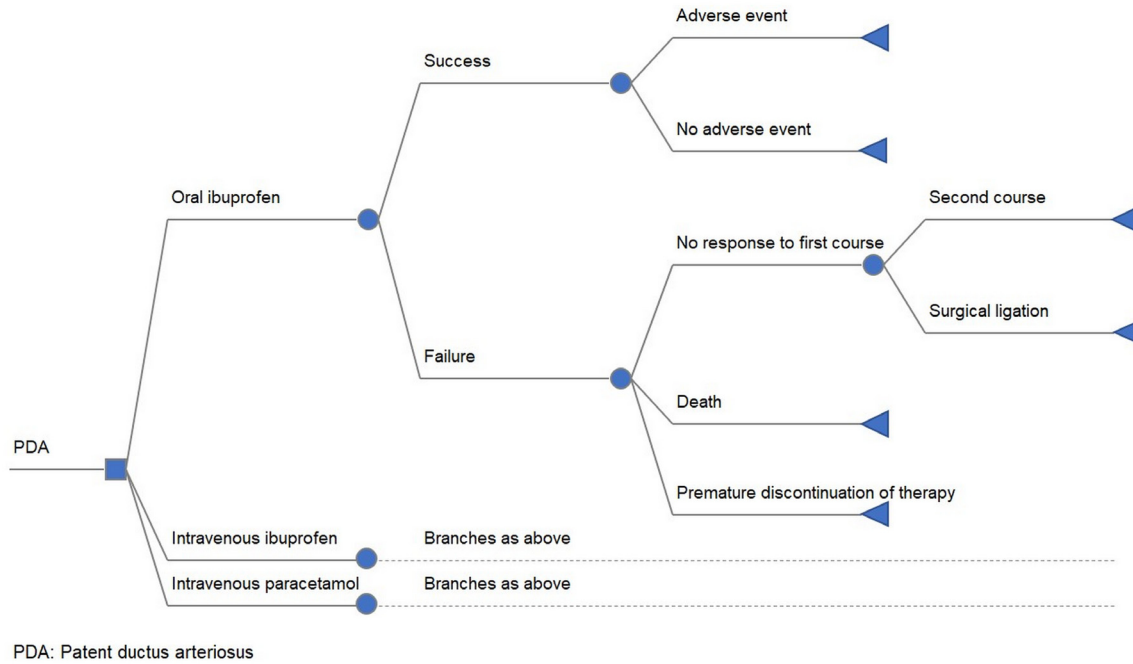 Adverse event
Success
No adverse event
Oral ibuprofen
Second course
No response to first course
Surgical ligation
Failure
Death
PDA
Premature discontinuation of therapy
Intravenous ibuprofen
Branches as above
Intravenous paracetamol
Branches as above
PDA: Patent ductus arteriosus